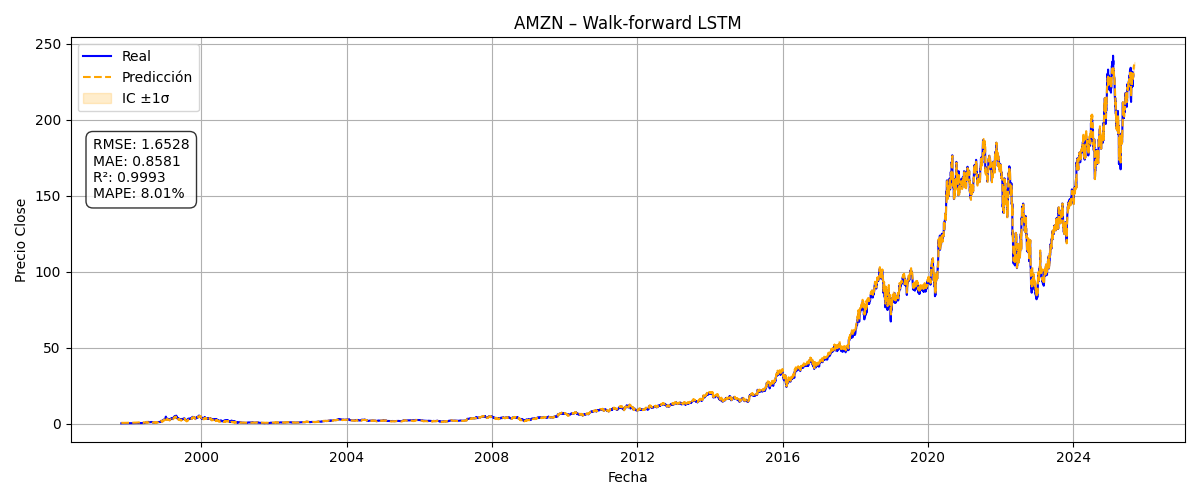 AMZN – Walk-forward LSTM
Precio Close
250
200
150
100
50
0
Real
Predicción
IC ±1σ
RMSE: 1.6528
MAE: 0.8581
R²: 0.9993
MAPE: 8.01%
2000
2004
2008
2012
2016
2020
2024
Fecha